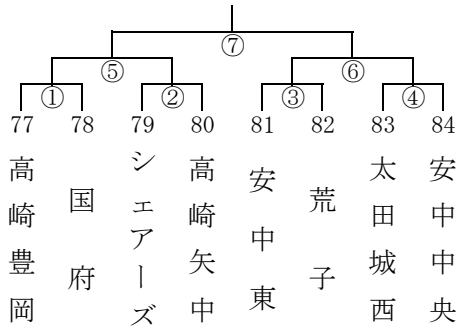 ⑦
⑤ ⑥
① ② ③ ④
77 78 79 80 81 82 83 84
高崎豊岡
国府
シェアーズ
高崎矢中
安中東
荒子
太田城西
安中中央